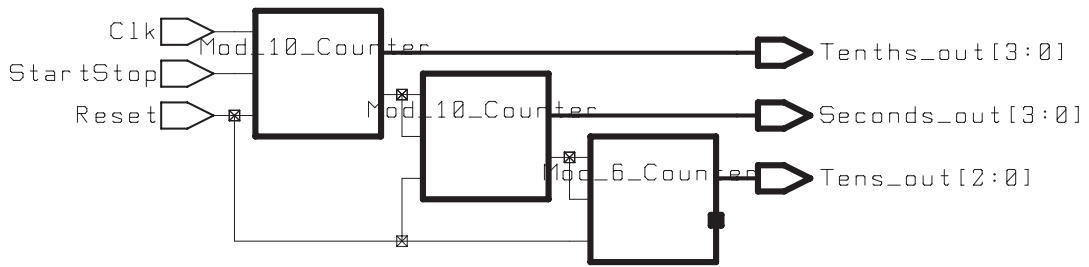 Clk
Mod_10_Counter
Tenths_out[3:0]
StartStop
Reset
Mod_10_Counter
Seconds_out[3:0]
Mod_6_Counter
Tens_out[2:0]